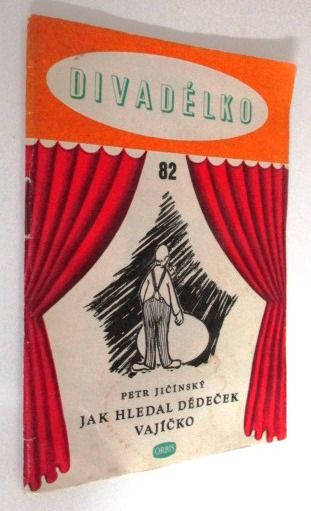 DIVADÉLKO
82
PETR JIČÍNSKÝ
JAK HLEDAL DĚDEČEK
VAJÍČKO
ORBIS